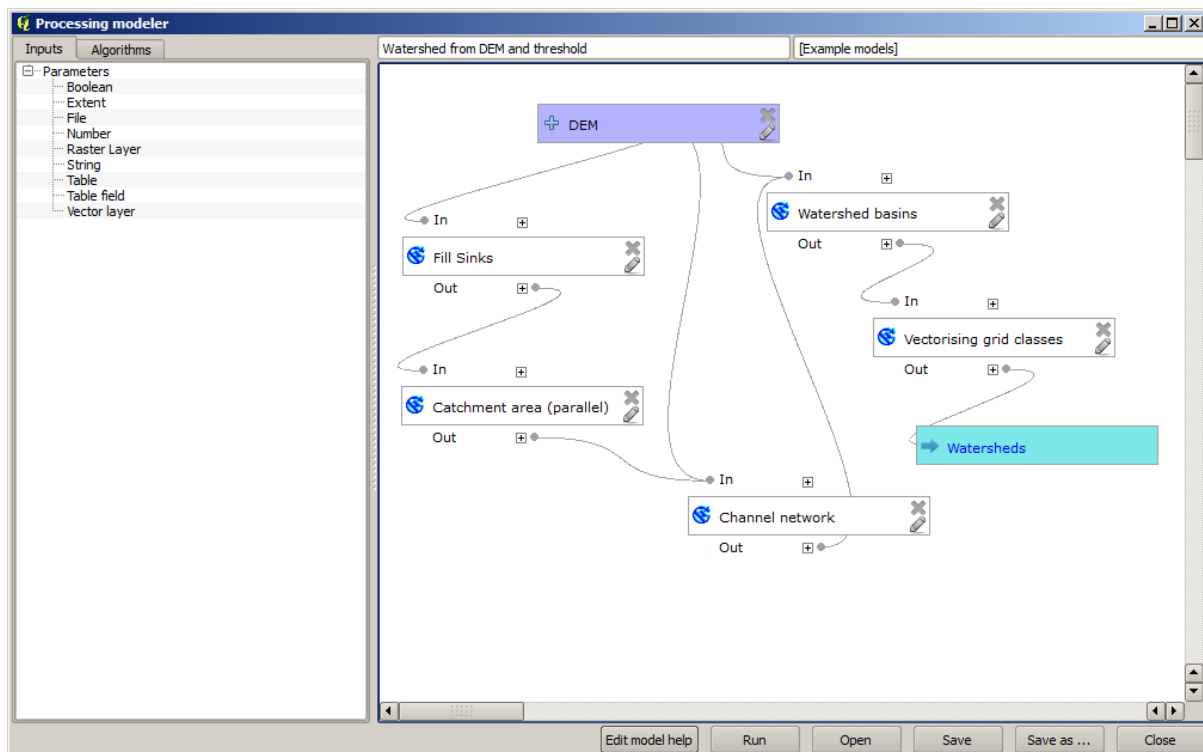 Processing modeler
Inputs
Algorithms
Parameters
Boolean
Extent
File
Number
Raster Layer
String
Table
Table field
Vector layer
Watershed from DEM and threshold
[Example models]
DEM
In
Watershed basins
Out
In
Fill Sinks
Out
In
Vectorising grid classes
Out
In
Catchment area (parallel)
Out
Watersheds
In
Channel network
Out
Edit model help
Run
Open
Save
Save as ...
Close